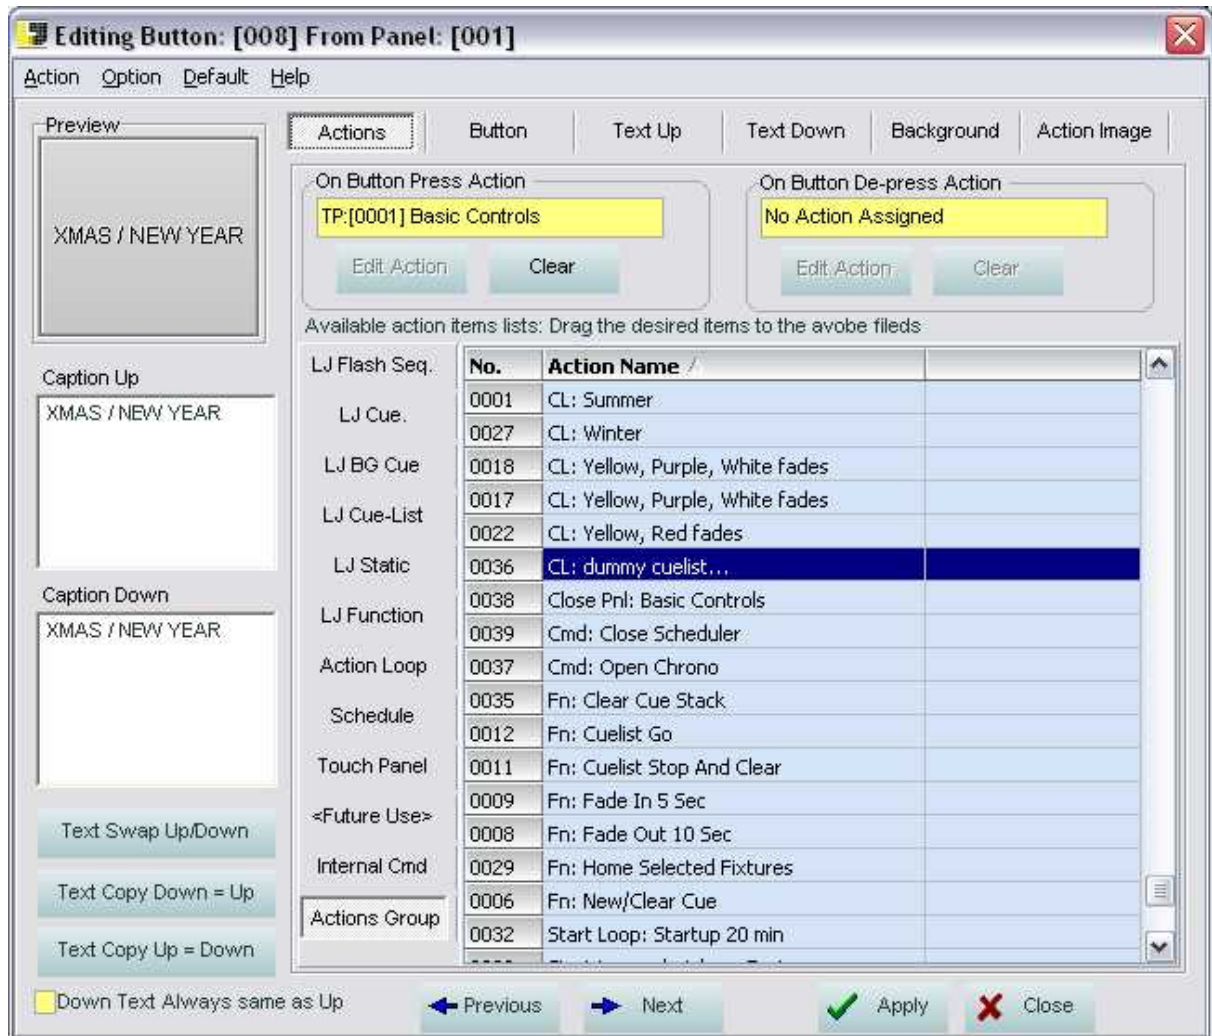 Editing Button: [008] From Panel: [001]
Action Option Default Help
Preview
XMAS / NEW YEAR
Caption Up
XMAS / NEW YEAR
Caption Down
XMAS / NEW YEAR
Text Swap Up/Down
Text Copy Down = Up
Text Copy Up = Down
Down Text Always same as Up
Actions Button Text Up Text Down Background Action Image
On Button Press Action
TP:[0001] Basic Controls
Edit Action Clear
On Button De-press Action
No Action Assigned
Edit Action Clear
Available action items lists: Drag the desired items to the avobe fileds
LJ Flash Seq.
LJ Cue.
LJ BG Cue
LJ Cue-List
LJ Static
LJ Function
Action Loop
Schedule
Touch Panel
<Future Use>
Internal Cmd
Actions Group
No. Action Name
0001 CL: Summer
0027 CL: Winter
0018 CL: Yellow, Purple, White fades
0017 CL: Yellow, Purple, White fades
0022 CL: Yellow, Red fades
0036 CL: dummy cuelist...
0038 Close Pnl: Basic Controls
0039 Cmd: Close Scheduler
0037 Cmd: Open Chrono
0035 Fn: Clear Cue Stack
0012 Fn: Cuelist Go
0011 Fn: Cuelist Stop And Clear
0009 Fn: Fade In 5 Sec
0008 Fn: Fade Out 10 Sec
0029 Fn: Home Selected Fixtures
0006 Fn: New/Clear Cue
0032 Start Loop: Startup 20 min
Previous Next Apply Close